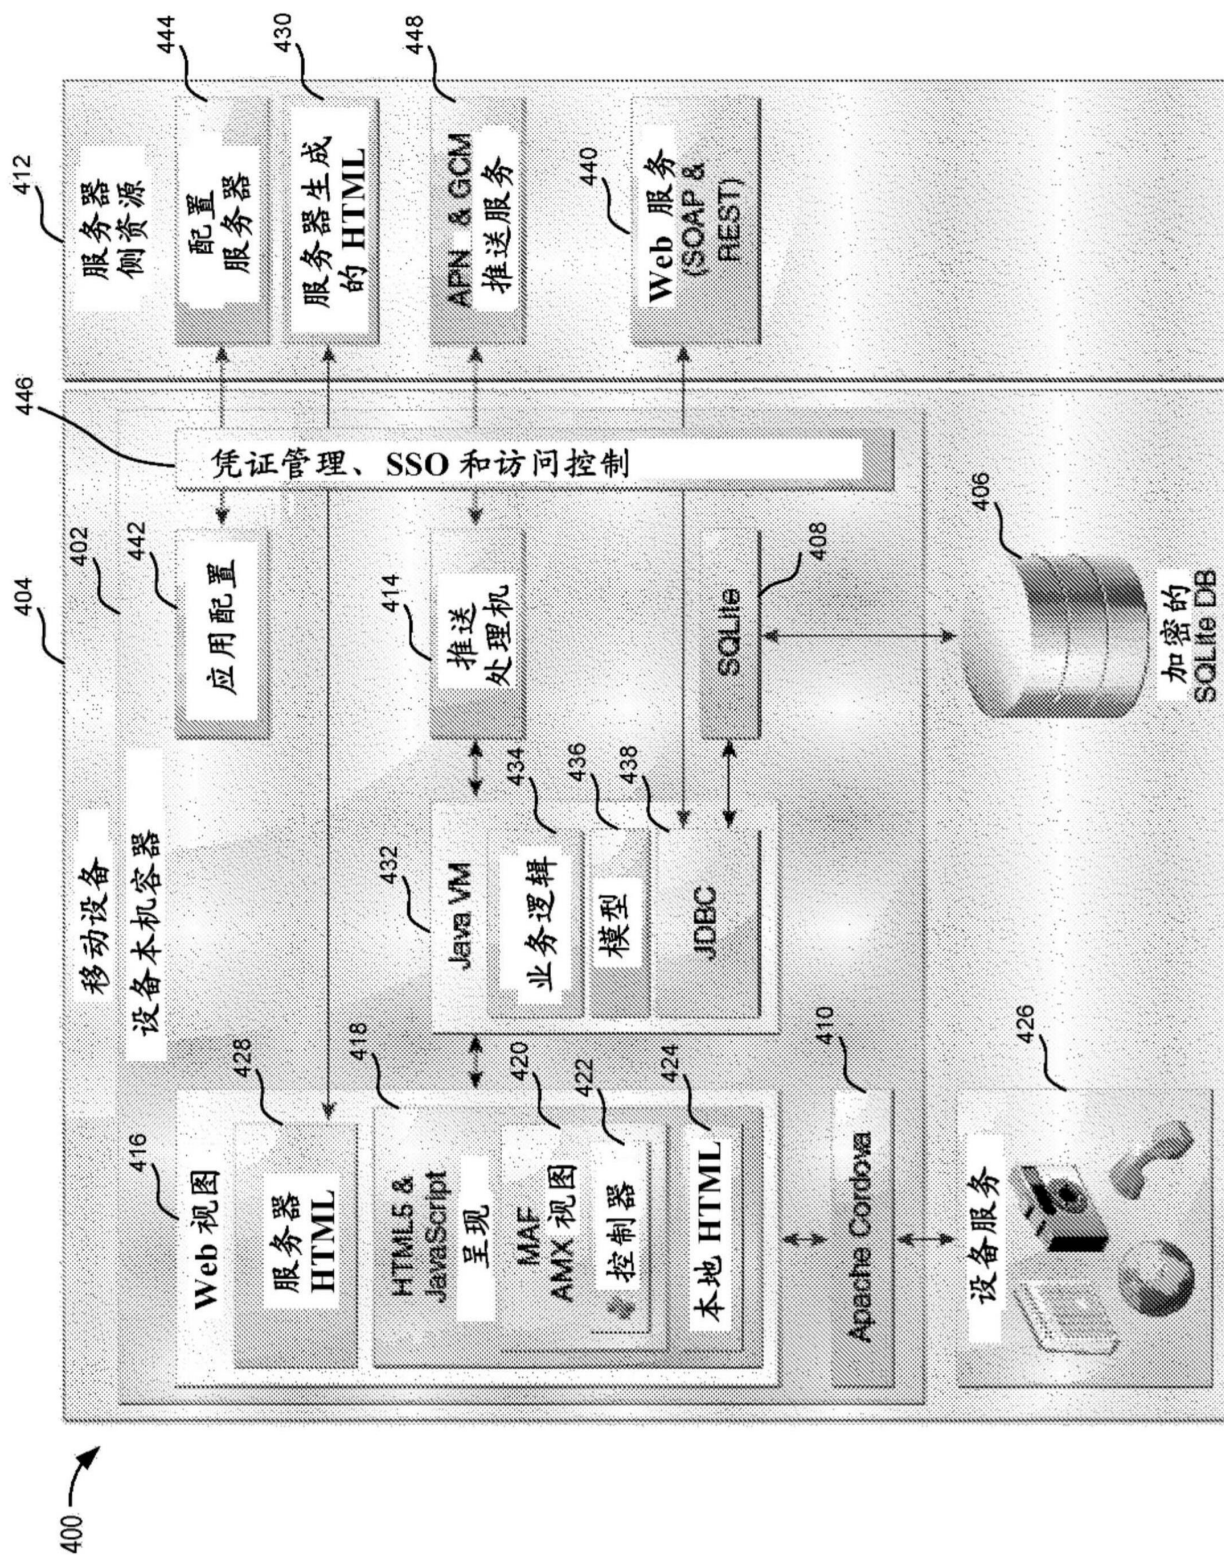 400
404
移动设备
402
设备本机容器
416
Web 视图
428
服务器
HTML
418
HTML5 &
JavaScript
呈现
420
MAF
AMX 视图
422
控制器
424
本地 HTML
410
Apache Cordova
426
设备服务
432
Java VM
434
业务逻辑
436
模型
438
JDBC
442
应用配置
414
推送
处理机
408
SQLite
406
加密的
SQLite DB
446
凭证管理、SSO 和访问控制
412
服务器
侧资源
444
配置
服务器
430
服务器生成
的 HTML
448
APN & GCM
推送服务
440
Web 服务
(SOAP &
REST)